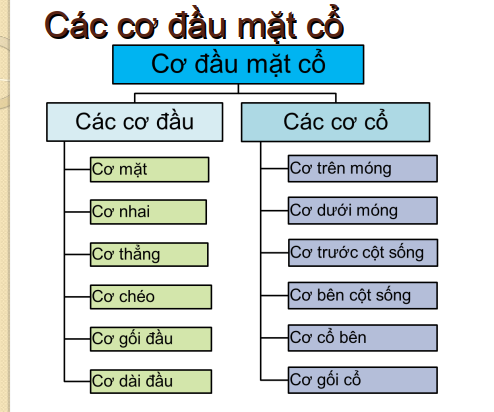 Các cơ đầu mặt cổ
Cơ đầu mặt cổ
Các cơ đầu
Cơ mặt
Cơ nhai
Cơ thẳng
Cơ chéo
Cơ gối đầu
Cơ dài đầu
Các cơ cổ
Cơ trên móng
Cơ dưới móng
Cơ trước cột sống
Cơ bên cột sống
Cơ cổ bên
Cơ gối cổ